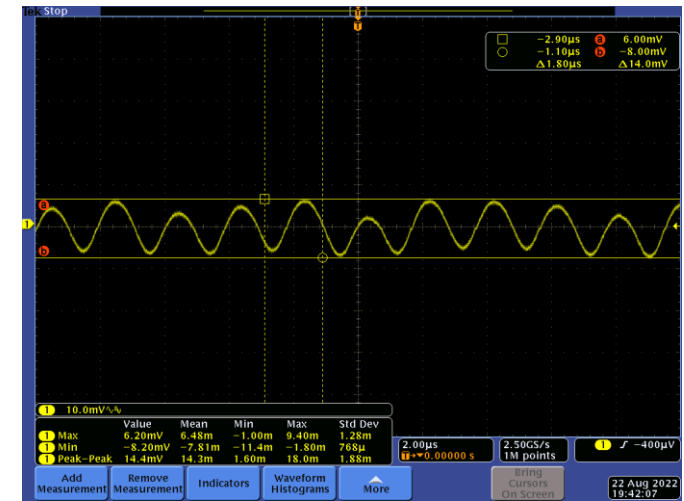 Tek Stop
T
T
−2.90µs a 6.00mV
−1.10µs b −8.00mV
Δ1.80µs Δ14.0mV
a
1
b
1 10.0mV
Value Mean Min Max Std Dev
1 Max 6.20mV 6.48m −1.00m 9.40m 1.28m
1 Min −8.20mV −7.81m −11.4m −1.80m 768µ
1 Peak−Peak 14.4mV 14.3m 1.60m 18.0m 1.88m
2.00µs
T→▼0.00000 s
2.50GS/s
1M points
1 −400µV
Add Measurement
Remove Measurement
Indicators
Waveform Histograms
More
Bring Cursors On Screen
22 Aug 2022
19:42:07